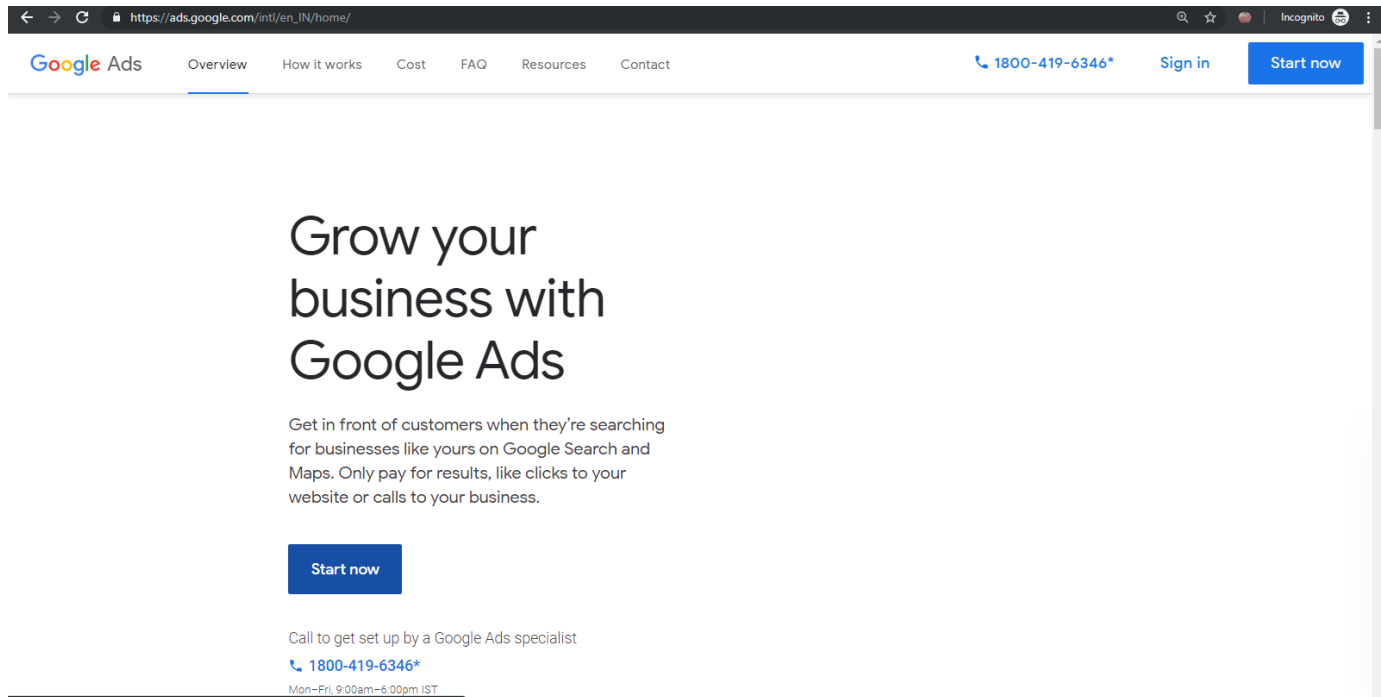 https://ads.google.com/intl/en_IN/home/ Incognito
Google Ads Overview How it works Cost FAQ Resources Contact 1800-419-6346* Sign in Start now
Grow your
business with
Google Ads
Get in front of customers when they’re searching
for businesses like yours on Google Search and
Maps. Only pay for results, like clicks to your
website or calls to your business.
Start now
Call to get set up by a Google Ads specialist
1800-419-6346*
Mon–Fri, 9:00am–6:00pm IST